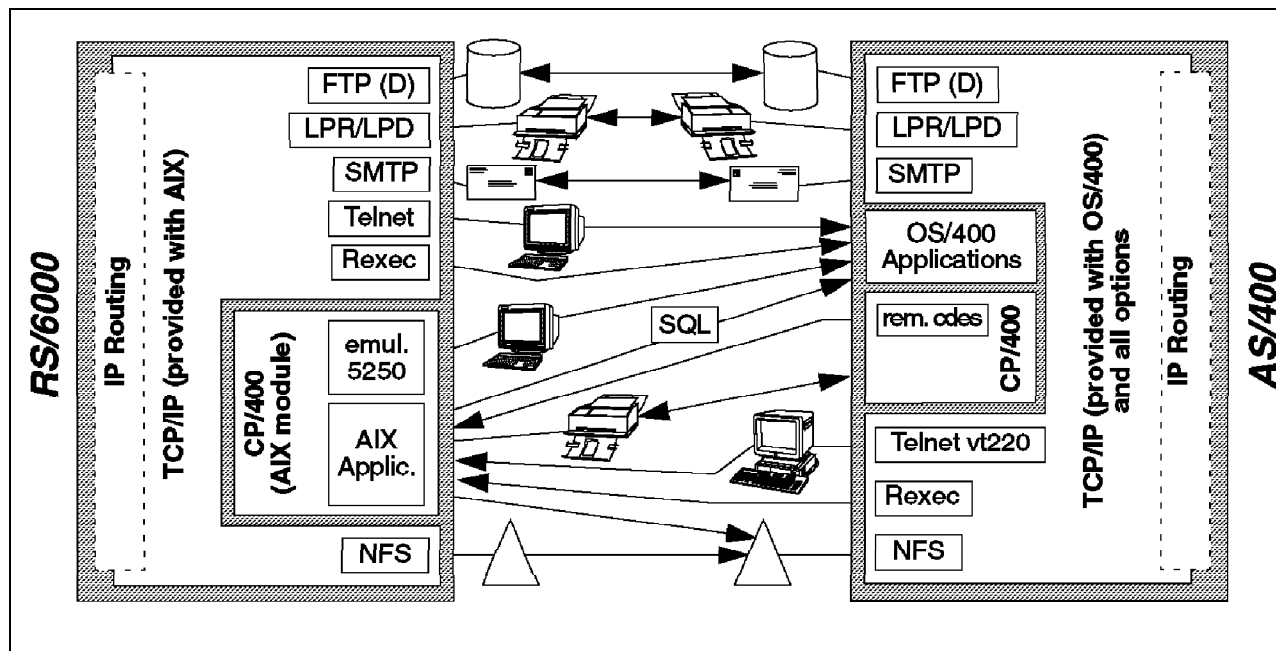 RS/6000
IP Routing
TCP/IP (provided with AIX)
FTP (D)
LPR/LPD
SMTP
Telnet
Rexec
CP/400
(AIX module)
emul.
5250
AIX
Applic.
NFS
SQL
FTP (D)
LPR/LPD
SMTP
OS/400
Applications
rem. cdes
CP/400
Telnet vt220
Rexec
NFS
TCP/IP (provided with OS/400)
and all options
IP Routing
AS/400